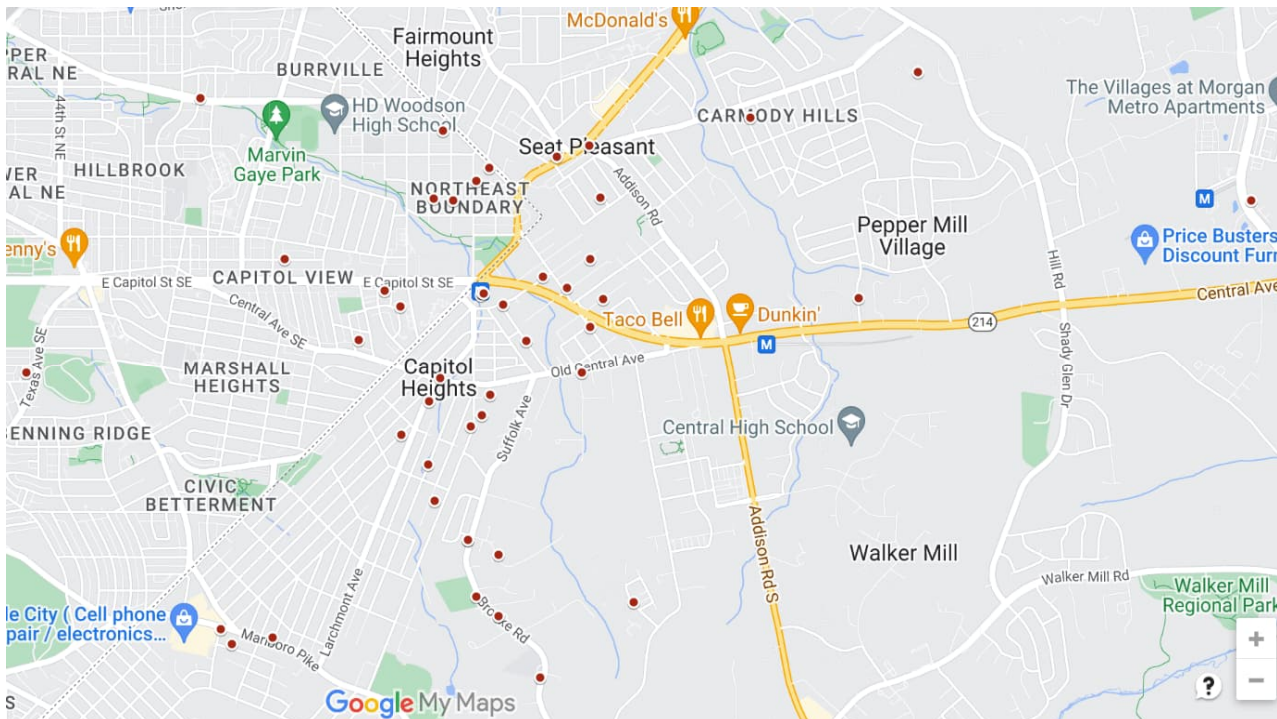 McDonald's
Fairmount
Heights
PPER
RAL NE
BURRVILLE
The Villages at Morgan
Metro Apartments
44th St NE
HD Woodson
High School
CARMODY HILLS
Seat Pleasant
Marvin
Gaye Park
HILLBROOK
WER
AL NE
NORTHEAST
BOUNDARY
Addison Rd
M
Pepper Mill
Village
Price Busters
Discount Furn
enny's
E Capitol St SE
CAPITOL VIEW
E Capitol St SE
Hill Rd
Central Ave
Central Ave SE
Taco Bell
Dunkin'
214
M
Texas Ave SE
MARSHALL
HEIGHTS
Capitol
Heights
Old Central Ave
Shady Glen Dr
Suffolk Ave
Central High School
BENNING RIDGE
CIVIC
BETTERMENT
Addison Rd S
Walker Mill
Walker Mill Rd
Walker Mill
Regional Park
le City ( Cell phone
pair / electronics...
Larchmont Ave
Brooke Rd
Marlboro Pike
Google My Maps
S
+
−
?